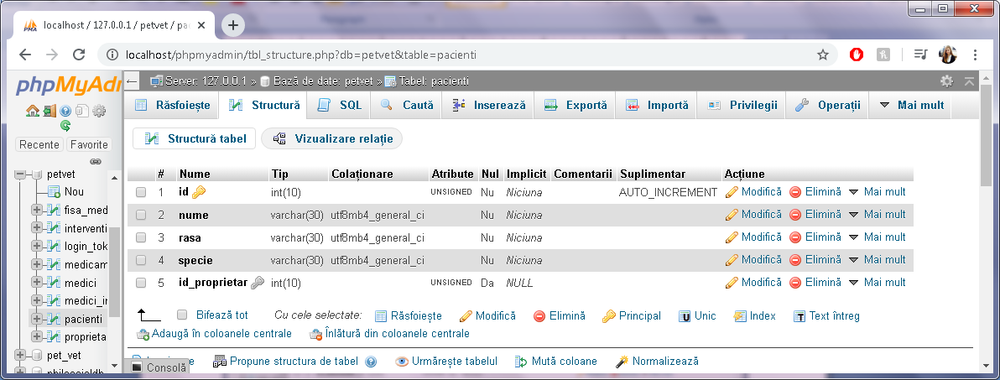 localhost / 127.0.0.1 / petvet / pac
localhost/phpmyadmin/tbl_structure.php?db=petvet&table=pacienti
phpMyAdm
Recente Favorite
petvet
Nou
fisa_med
interventi
login_tok
medicam
medici
medici_in
pacienti
proprieta
pet_vet
Server: 127.0.0.1 » Bază de date: petvet » Tabel: pacienti
Răsfoiește Structură SQL Caută Inserează Exportă Importă Privilegii Operații Mai mult
Structură tabel Vizualizare relație
# Nume Tip Colaționare Atribute Nul Implicit Comentarii Suplimentar Acțiune
1 id int(10) UNSIGNED Nu Niciuna AUTO_INCREMENT Modifică Elimină Mai mult
2 nume varchar(30) utf8mb4_general_ci Nu Niciuna Modifică Elimină Mai mult
3 rasa varchar(30) utf8mb4_general_ci Nu Niciuna Modifică Elimină Mai mult
4 specie varchar(30) utf8mb4_general_ci Nu Niciuna Modifică Elimină Mai mult
5 id_proprietar int(10) UNSIGNED Da NULL Modifică Elimină Mai mult
Bifează tot Cu cele selectate: Răsfoiește Modifică Elimină Principal Unic Index Text întreg
Adaugă în coloanele centrale Înlătură din coloanele centrale
Propune structura de tabel Urmărește tabelul Mută coloane Normalizează
Consolă